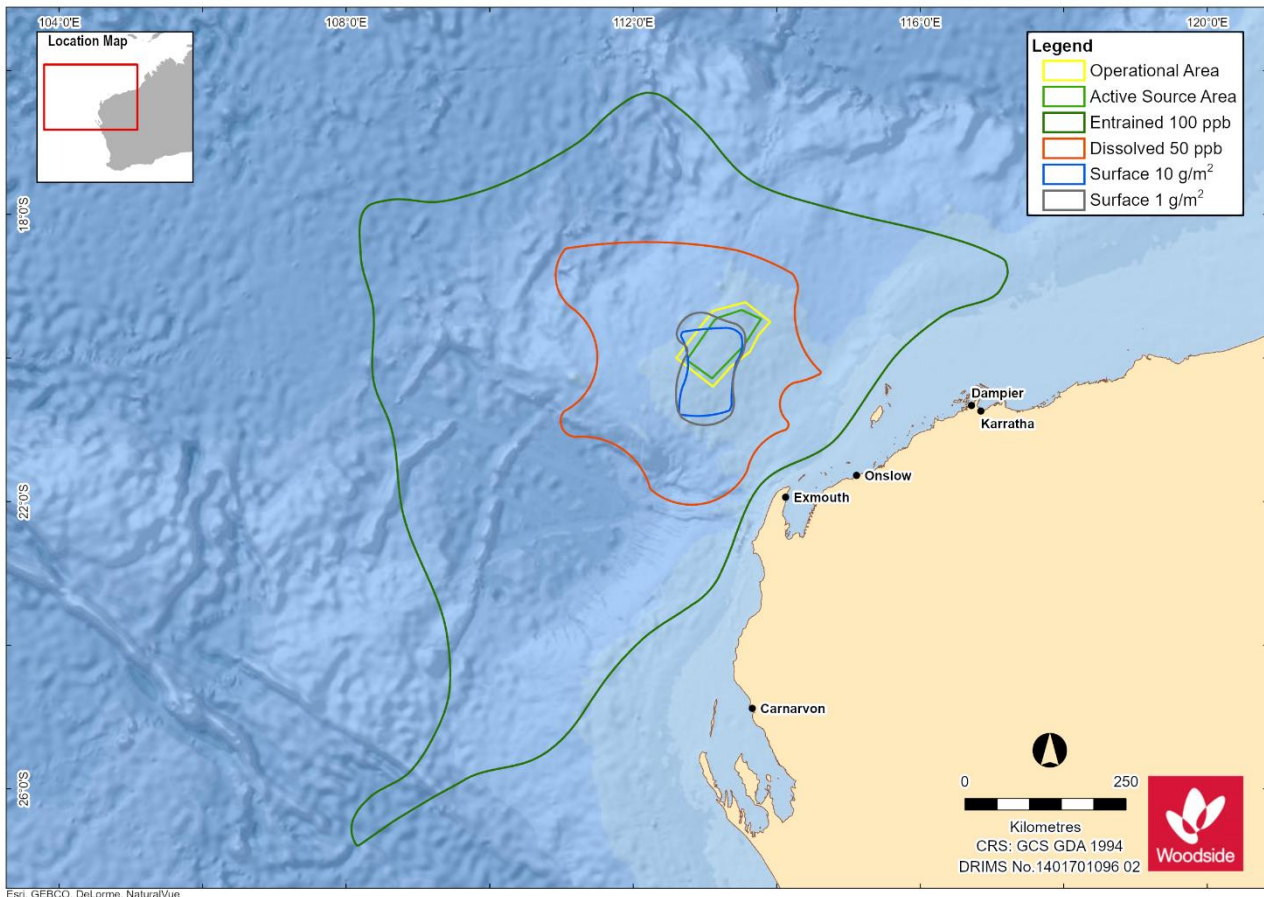 104°0'E
108°0'E
112°0'E
116°0'E
120°0'E
Location Map
Legend
Operational Area
Active Source Area
Entrained 100 ppb
Dissolved 50 ppb
Surface 10 g/m²
Surface 1 g/m²
18°0'S
22°0'S
26°0'S
Dampier
Karratha
Onslow
Exmouth
Carnarvon
0 250
Kilometres
CRS: GCS GDA 1994
DRIMS No.1401701096 02
Woodside
Esri, GEBCO, DeLorme, NaturalVue